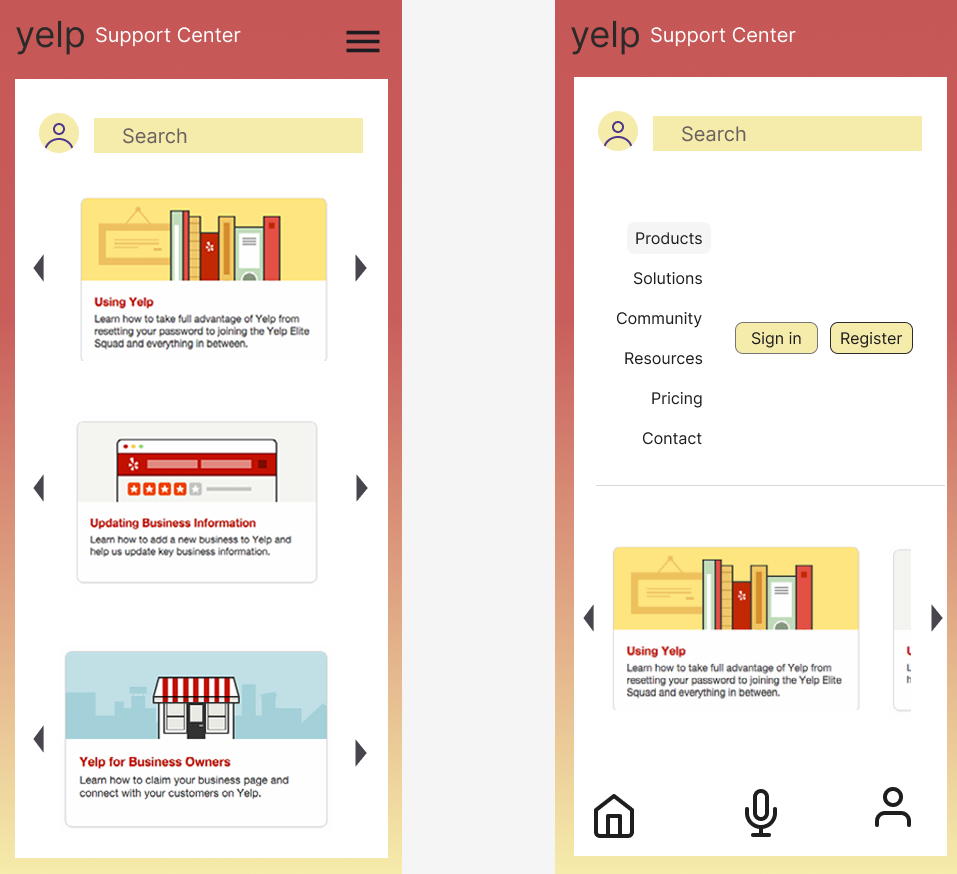 yelp Support Center
Search
Using Yelp
Learn how to take full advantage of Yelp from
resetting your password to joining the Yelp Elite
Squad and everything in between.
Updating Business Information
Learn how to add a new business to Yelp and
help us update key business information.
Yelp for Business Owners
Learn how to claim your business page and
connect with your customers on Yelp.
yelp Support Center
Search
Products
Solutions
Community
Resources
Pricing
Contact
Sign in Register
Using Yelp
Learn how to take full advantage of Yelp from
resetting your password to joining the Yelp Elite
Squad and everything in between.